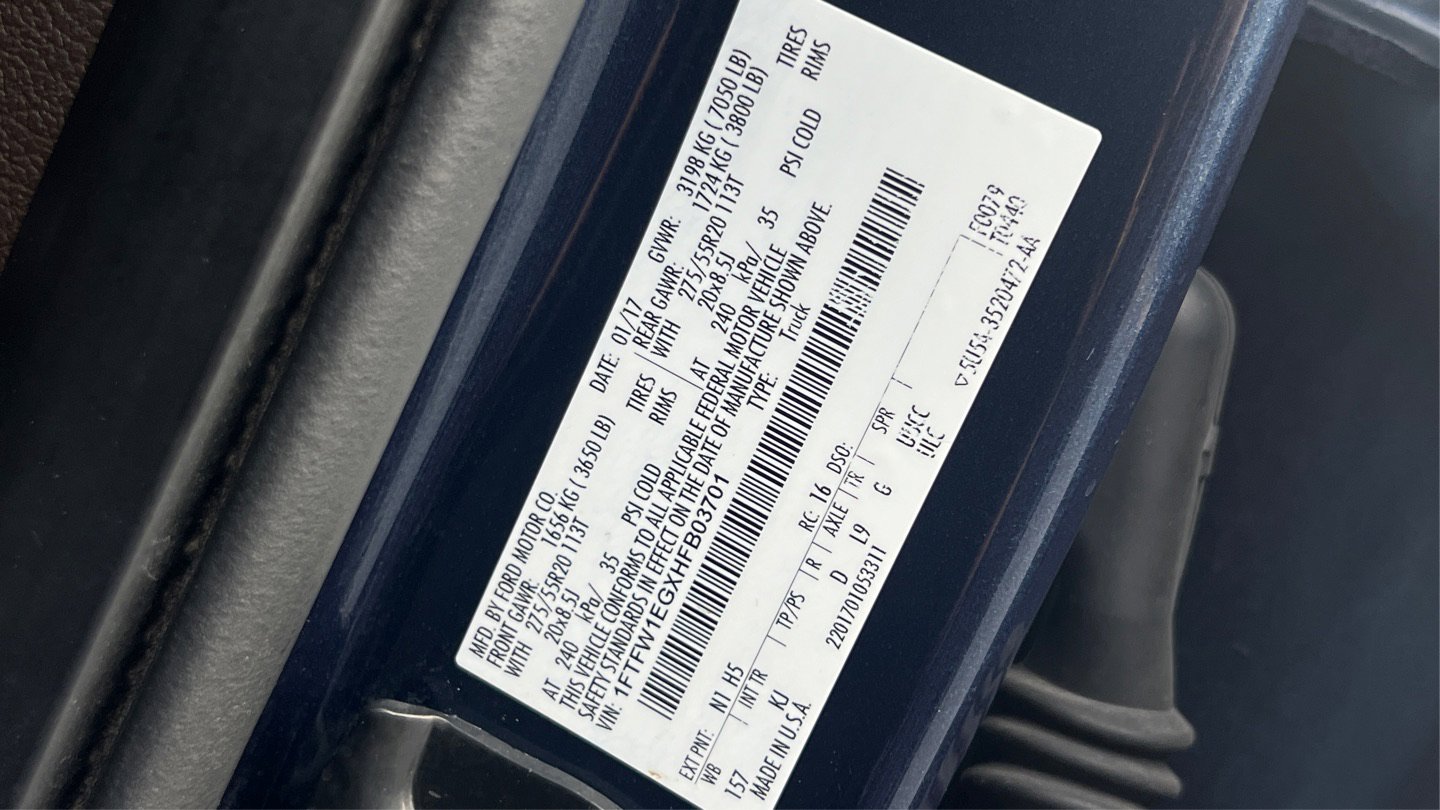 MFD. BY FORD MOTOR CO.
DATE: 01/17 GVWR: 3198 KG ( 7050 LB)
FRONT GAWR: 1656 KG ( 3650 LB) REAR GAWR: 1724 KG ( 3800 LB)
WITH 275/55R20 113T TIRES WITH 275/55R20 113T TIRES
20x8.5J RIMS 20x8.5J RIMS
AT 240 kPa/ 35 PSI COLD AT 240 kPa/ 35 PSI COLD
THIS VEHICLE CONFORMS TO ALL APPLICABLE FEDERAL MOTOR VEHICLE
SAFETY STANDARDS IN EFFECT ON THE DATE OF MANUFACTURE SHOWN ABOVE.
VIN: 1FTFW1EGXHFB03701 TYPE: Truck
EXT PNT: N1 H5 RC: 16 DSO: F0079
WB INT TR TP/PS R AXLE TR SPR T0440
157 KJ D L9 G UUCC
MADE IN U.S.A. 2201701053311 5U5A-3520472-AA